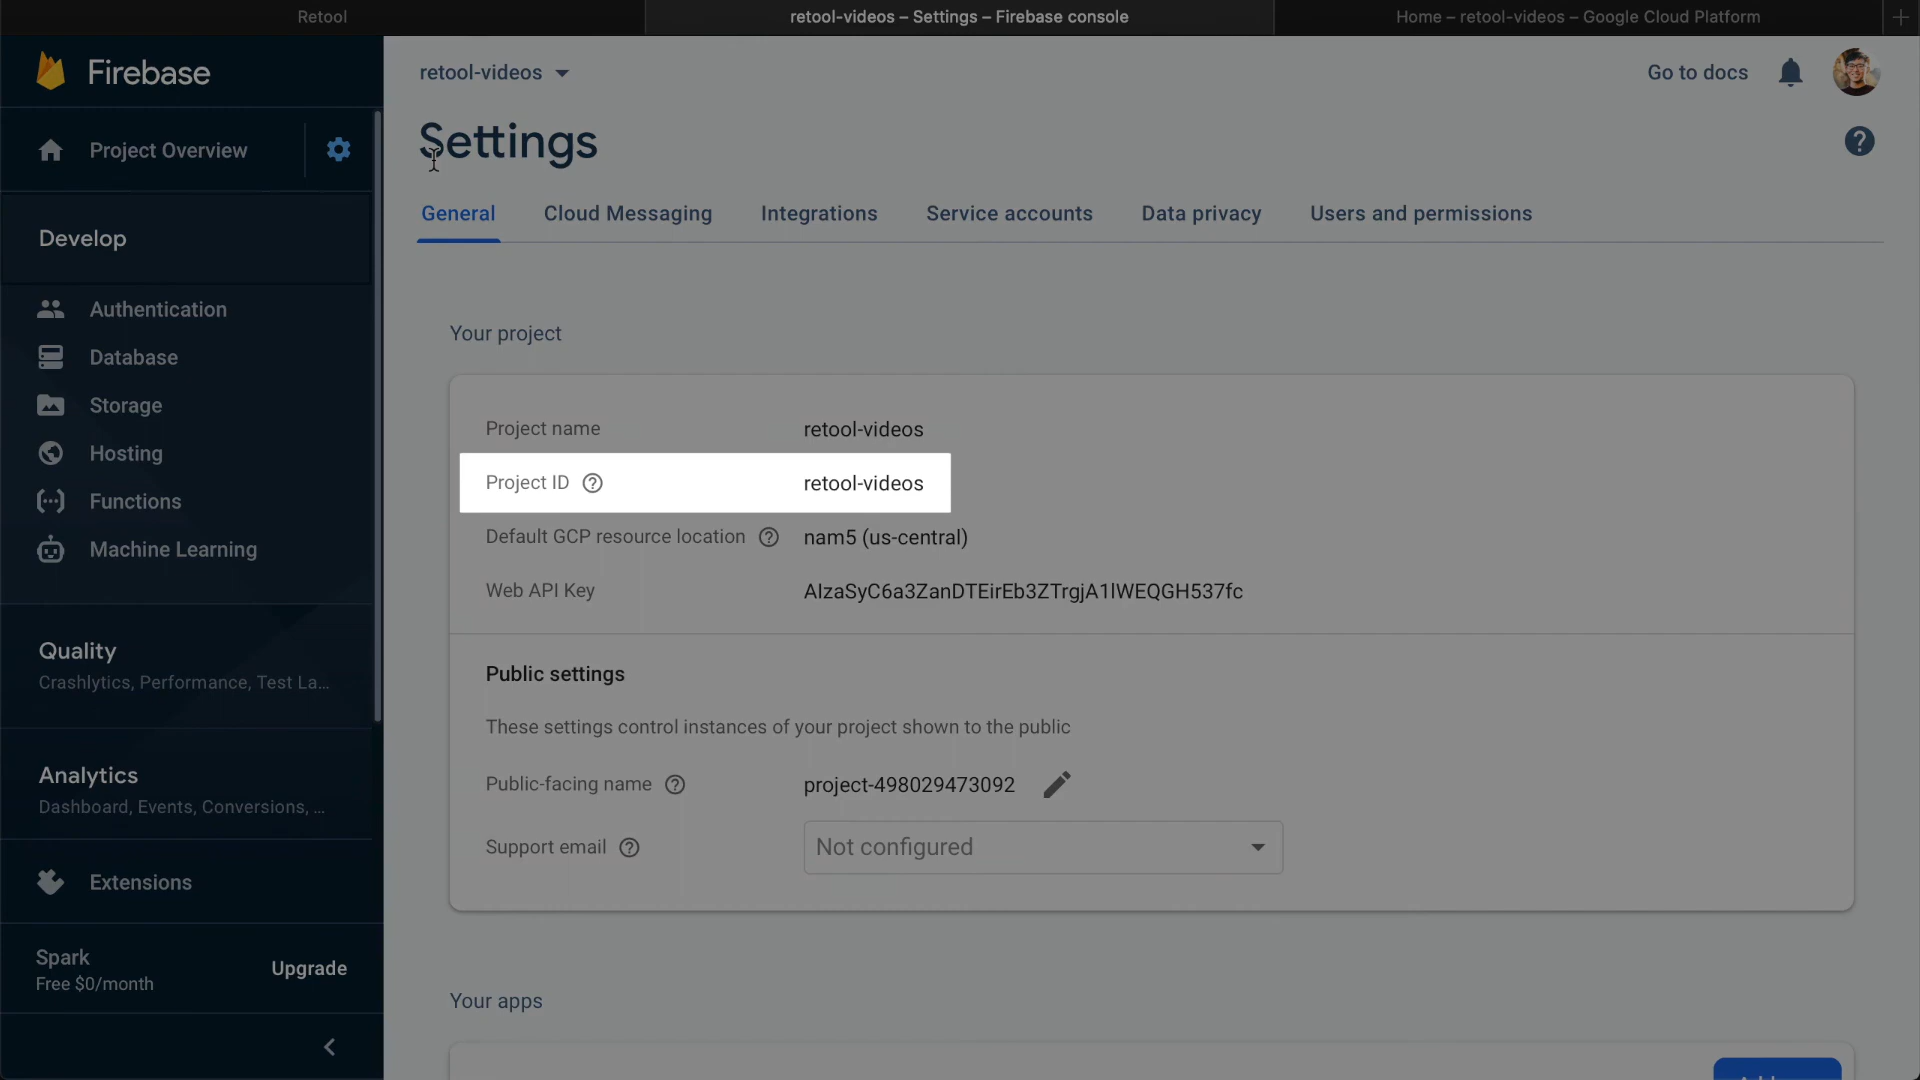 Retool
retool-videos – Settings – Firebase console
Home – retool-videos – Google Cloud Platform
Firebase
retool-videos
Go to docs
Project Overview
Settings
General
Cloud Messaging
Integrations
Service accounts
Data privacy
Users and permissions
Develop
Authentication
Database
Storage
Hosting
Functions
Machine Learning
Quality
Crashlytics, Performance, Test La...
Analytics
Dashboard, Events, Conversions, ...
Extensions
Spark
Free $0/month
Upgrade
Your project
Project name
retool-videos
Project ID
retool-videos
Default GCP resource location
nam5 (us-central)
Web API Key
AIzaSyC6a3ZanDTEirEb3ZTrgjA1lWEQGH537fc
Public settings
These settings control instances of your project shown to the public
Public-facing name
project-498029473092
Support email
Not configured
Your apps